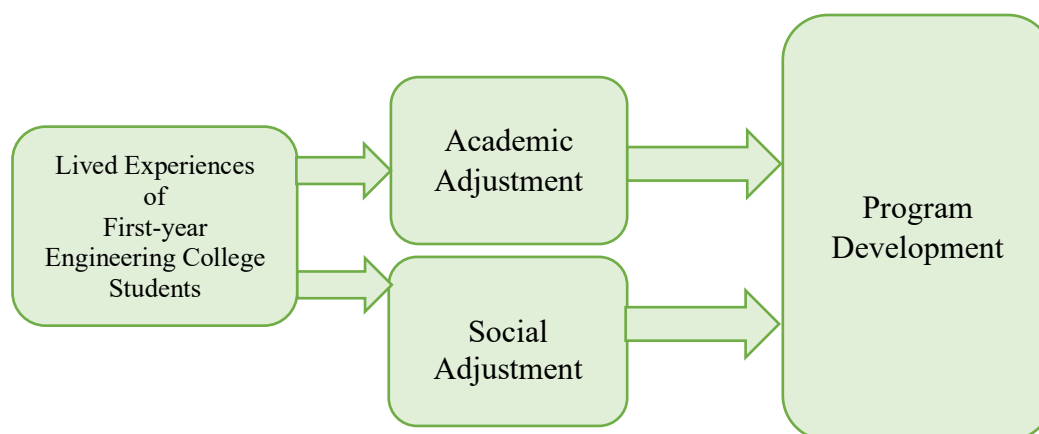 Lived Experiences
of
First-year
Engineering College
Students
Academic
Adjustment
Social
Adjustment
Program
Development